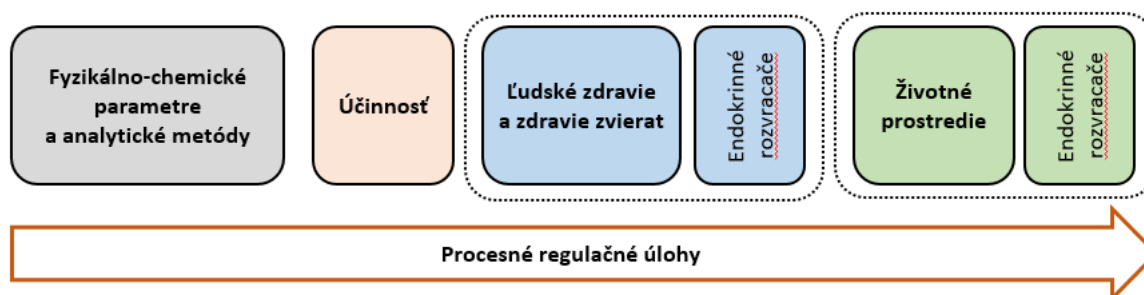 Fyzikálno-chemické
parametre
a analytické metódy
Účinnosť
Ľudské zdravie
a zdravie zvierat
Endokrinné
rozvracače
Životné
prostredie
Endokrinné
rozvracače
Procesné regulačné úlohy